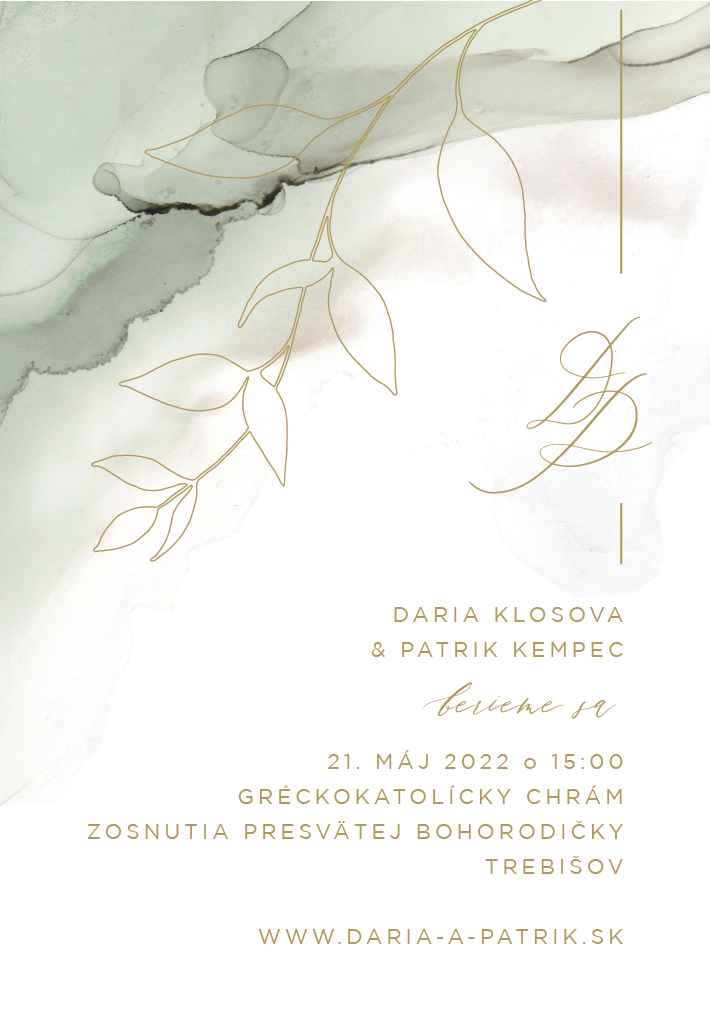 DP
DARIA KLOSOVA
& PATRIK KEMPEC
berieme sa
21. MÁJ 2022 o 15:00
GRÉCKOKATOLÍCKY CHRÁM
ZOSNUTIA PRESVÄTEJ BOHORODIČKY
TREBIŠOV
WWW.DARIA-A-PATRIK.SK